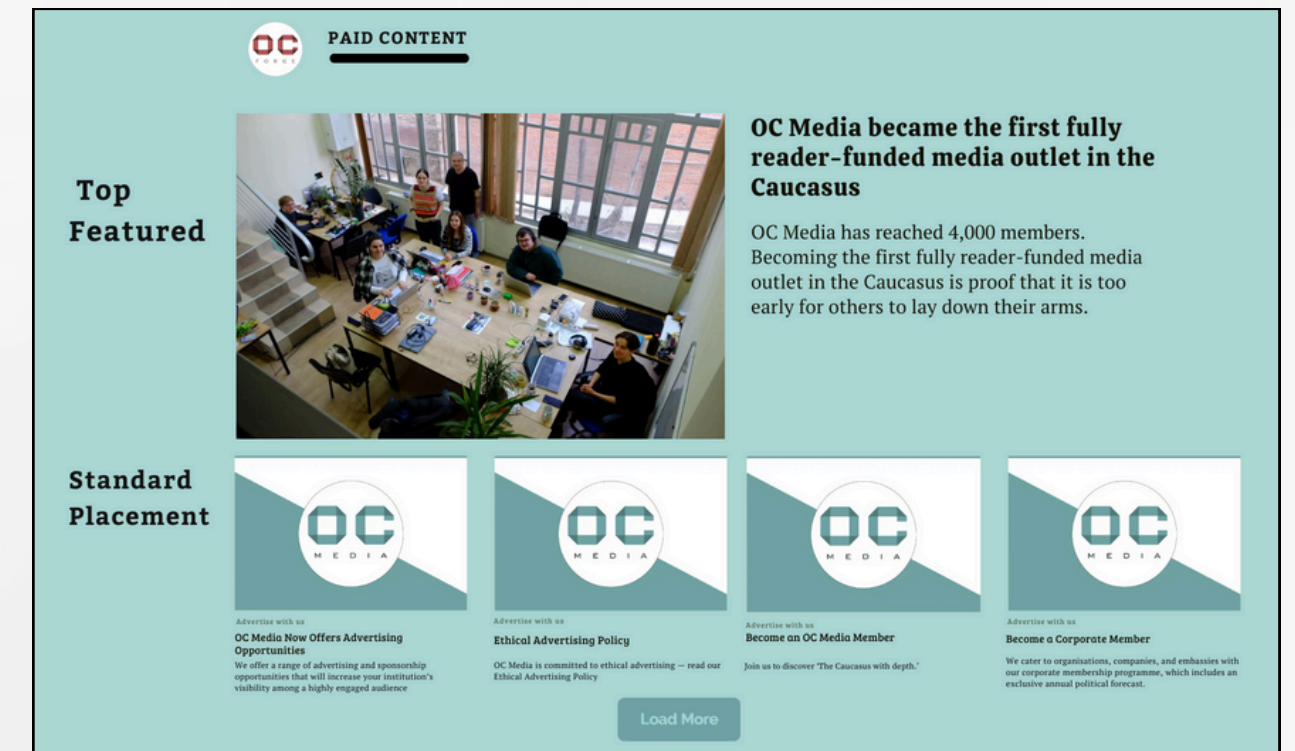 OC
FORGE
PAID CONTENT
Top
Featured
OC Media became the first fully
reader-funded media outlet in the
Caucasus
OC Media has reached 4,000 members.
Becoming the first fully reader-funded media
outlet in the Caucasus is proof that it is too
early for others to lay down their arms.
Standard
Placement
OC
MEDIA
Advertise with us
OC Media Now Offers Advertising
Opportunities
We offer a range of advertising and sponsorship
opportunities that will increase your institution's
visibility among a highly engaged audience
OC
MEDIA
Advertise with us
Ethical Advertising Policy
OC Media is committed to ethical advertising — read our
Ethical Advertising Policy
OC
MEDIA
Advertise with us
Become an OC Media Member
Join us to discover 'The Caucasus with depth.'
OC
MEDIA
Advertise with us
Become a Corporate Member
We cater to organisations, companies, and embassies with
our corporate membership programme, which includes an
exclusive annual political forecast.
Load More